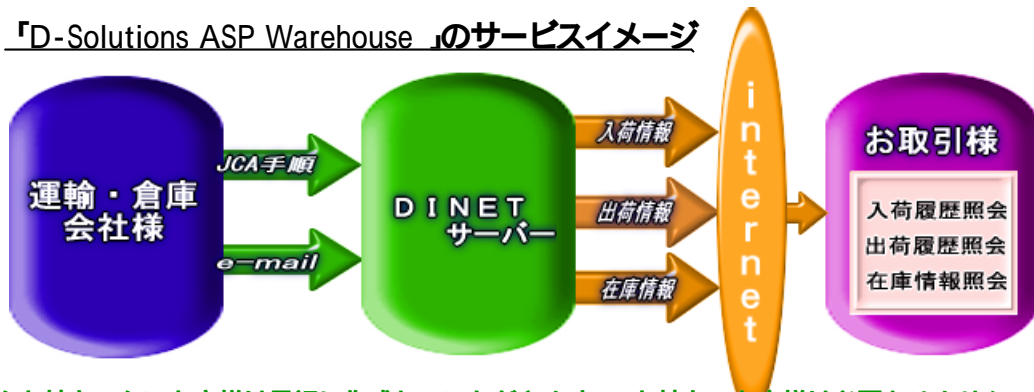 「D-Solutions ASP Warehouse 」のサービスイメージ
運輸・倉庫
会社様
JCA手順
e-mail
DINET
サーバー
入荷情報
出荷情報
在庫情報
internet
お取引様
入荷履歴照会
出荷履歴照会
在庫情報照会